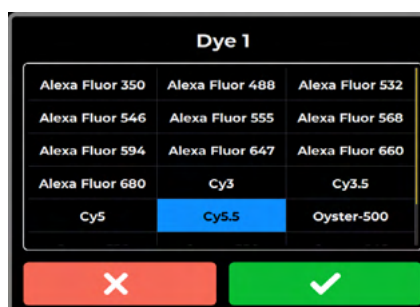 Dye 1
Alexa Fluor 350 Alexa Fluor 488 Alexa Fluor 532
Alexa Fluor 546 Alexa Fluor 555 Alexa Fluor 568
Alexa Fluor 594 Alexa Fluor 647 Alexa Fluor 660
Alexa Fluor 680 Cy3 Cy3.5
Cy5 Cy5.5 Oyster-500